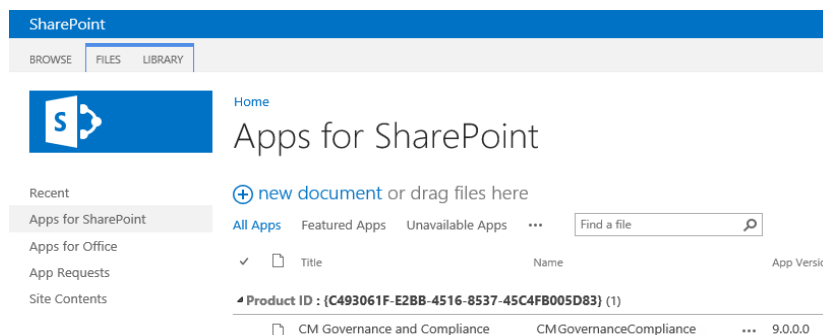 SharePoint
BROWSE FILES LIBRARY
S
Home
Apps for SharePoint
new document or drag files here
Recent
Apps for SharePoint
Apps for Office
App Requests
Site Contents
All Apps Featured Apps Unavailable Apps ••• Find a file
Title Name App Versio
Product ID : {C493061F-E2BB-4516-8537-45C4FB005D83} (1)
CM Governance and Compliance CMGovernanceCompliance ••• 9.0.0.0